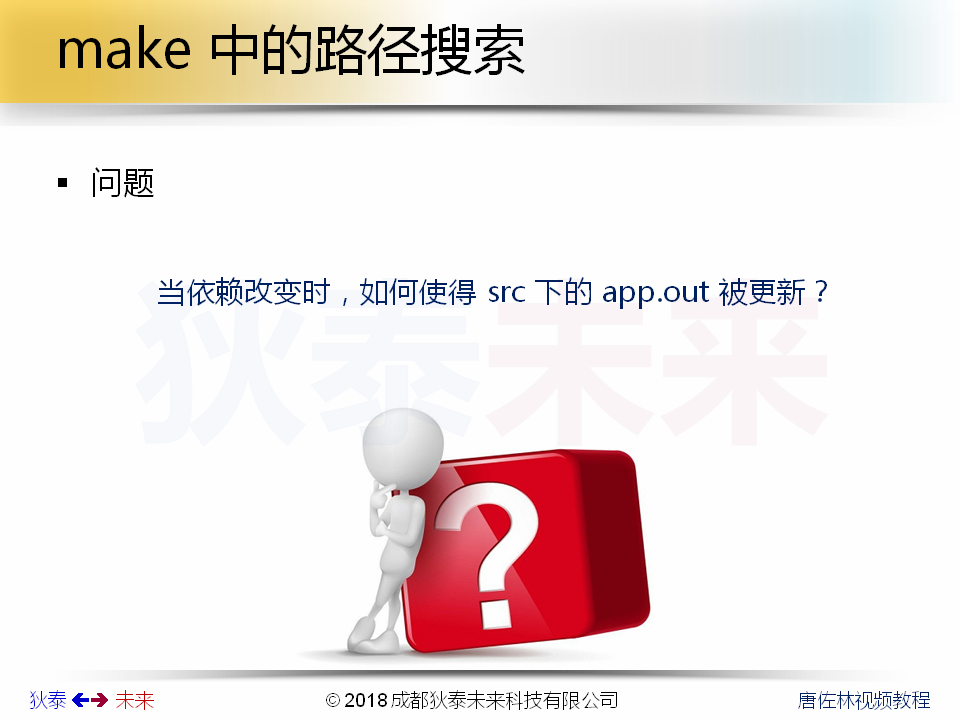 make 中的路径搜索
▪ 问题
当依赖改变时，如何使得 src 下的 app.out 被更新？
狄泰未来
?
狄泰 未来
© 2018 成都狄泰未来科技有限公司
唐佐林视频教程